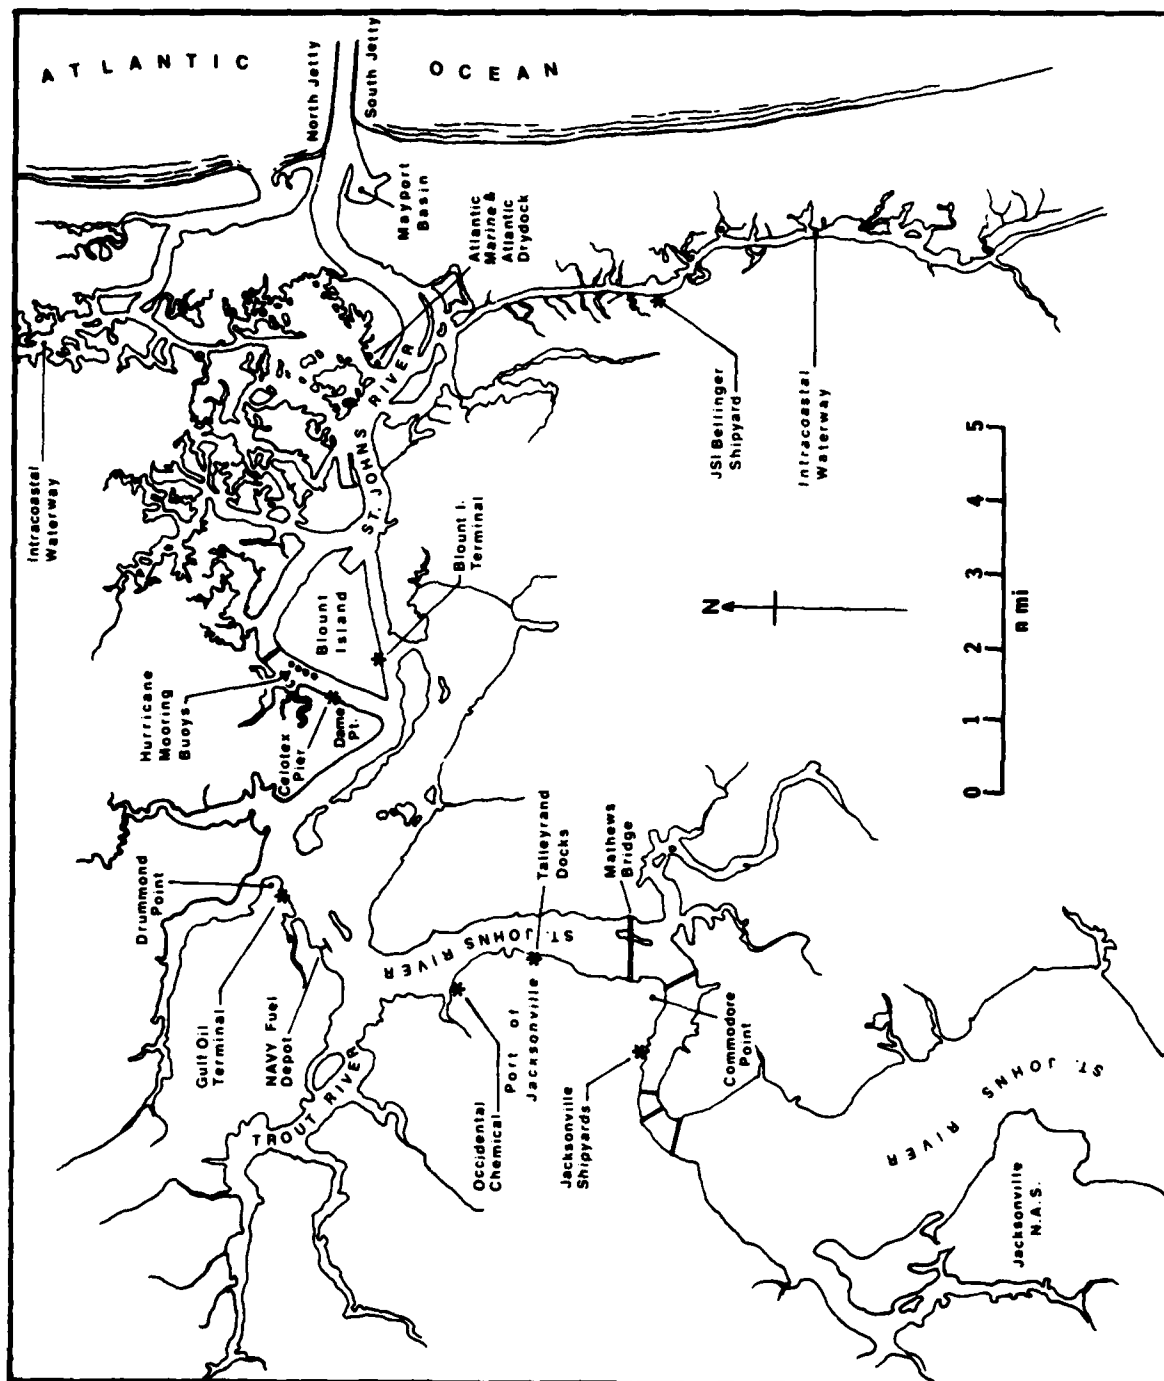 ATLANTIC OCEAN
North Jetty
South Jetty
Mayport
Basin
Atlantic
Marine &
Atlantic
Drydock
Intracoastal
Waterway
ST. JOHNS RIVER
Blount I.
Terminal
Blount
Island
Hurricane
Mooring
Buoys
Celotex
Pier
Dame
Pt.
JSI Bellinger
Shipyard
Intracoastal
Waterway
N
0 1 2 3 4 5
n mi
Drummond
Point
Gulf Oil
Terminal
NAVY Fuel
Depot
TROUT RIVER
ST. JOHNS RIVER
Talleyrand
Docks
Mathews
Bridge
Occidental
Chemical
Port of
Jacksonville
Jacksonville
Shipyards
Commodore
Point
ST. JOHNS RIVER
Jacksonville
N.A.S.